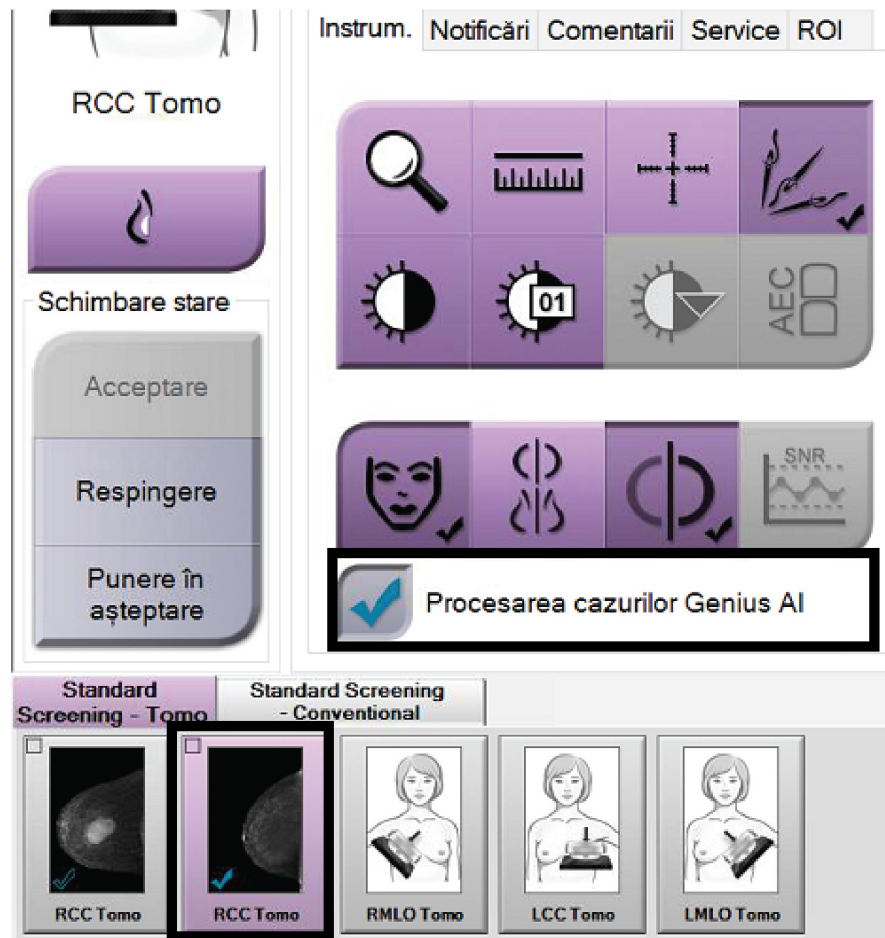 RCC Tomo
Schimbare stare
Acceptare
Respingere
Punere în
așteptare
Instrum.
Notificări
Comentarii
Service
ROI
01
AEC
SNR
Procesarea cazurilor Genius AI
Standard
Screening - Tomo
Standard Screening
- Conventional
RCC Tomo
RCC Tomo
RMLO Tomo
LCC Tomo
LMLO Tomo